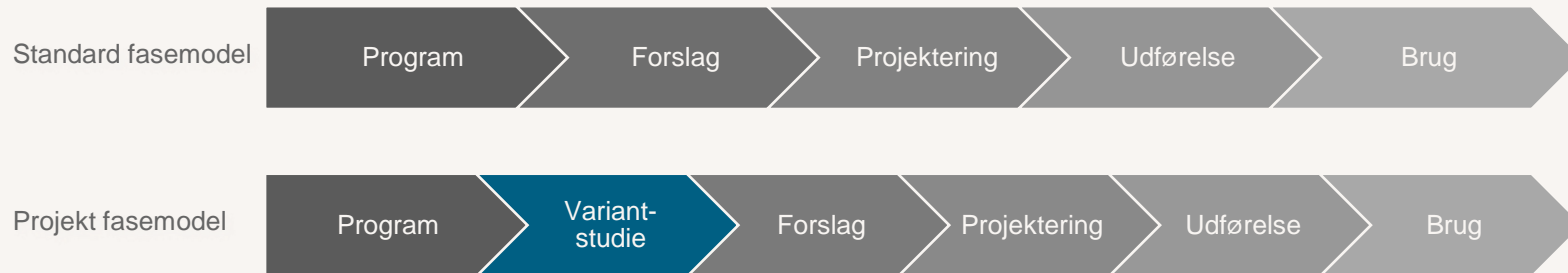 Standard fasemodel
Program
Forslag
Projektering
Udførelse
Brug
Projekt fasemodel
Program
Variant-
studie
Forslag
Projektering
Udførelse
Brug